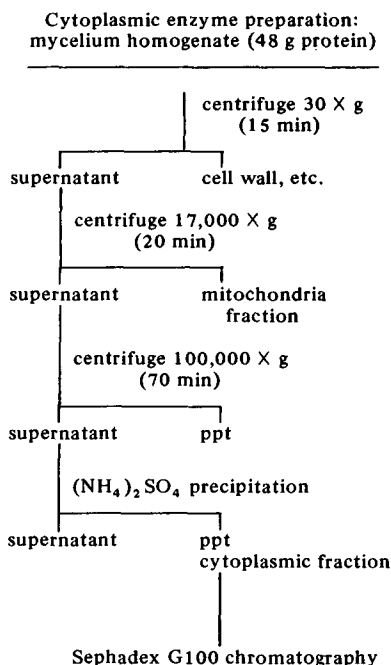 Cytoplasmic enzyme preparation:
mycelium homogenate (48 g protein)
centrifuge 30 X g
(15 min)
supernatant cell wall, etc.
centrifuge 17,000 X g
(20 min)
supernatant mitochondria
fraction
centrifuge 100,000 X g
(70 min)
supernatant ppt
(NH₄)₂SO₄ precipitation
supernatant ppt
cytoplasmic fraction
Sephadex G100 chromatography